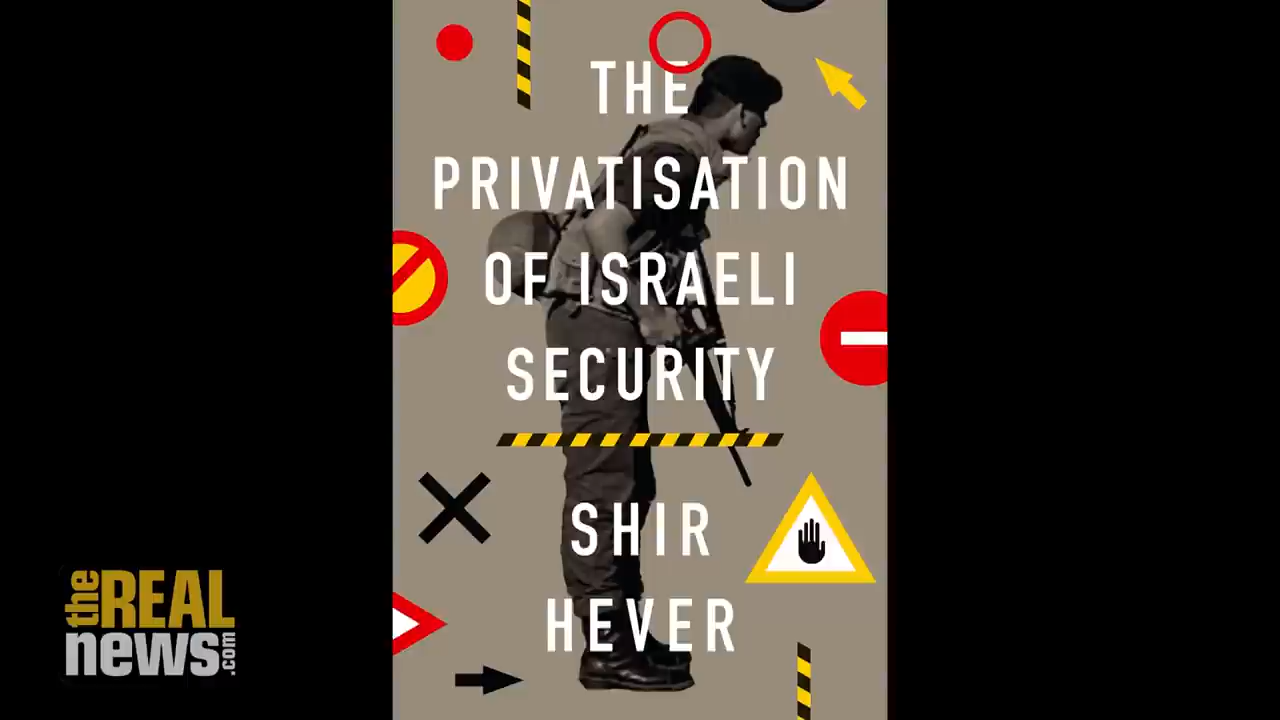 THE
PRIVATISATION
OF ISRAELI
SECURITY
SHIR
HEVER
the REAL
news.com